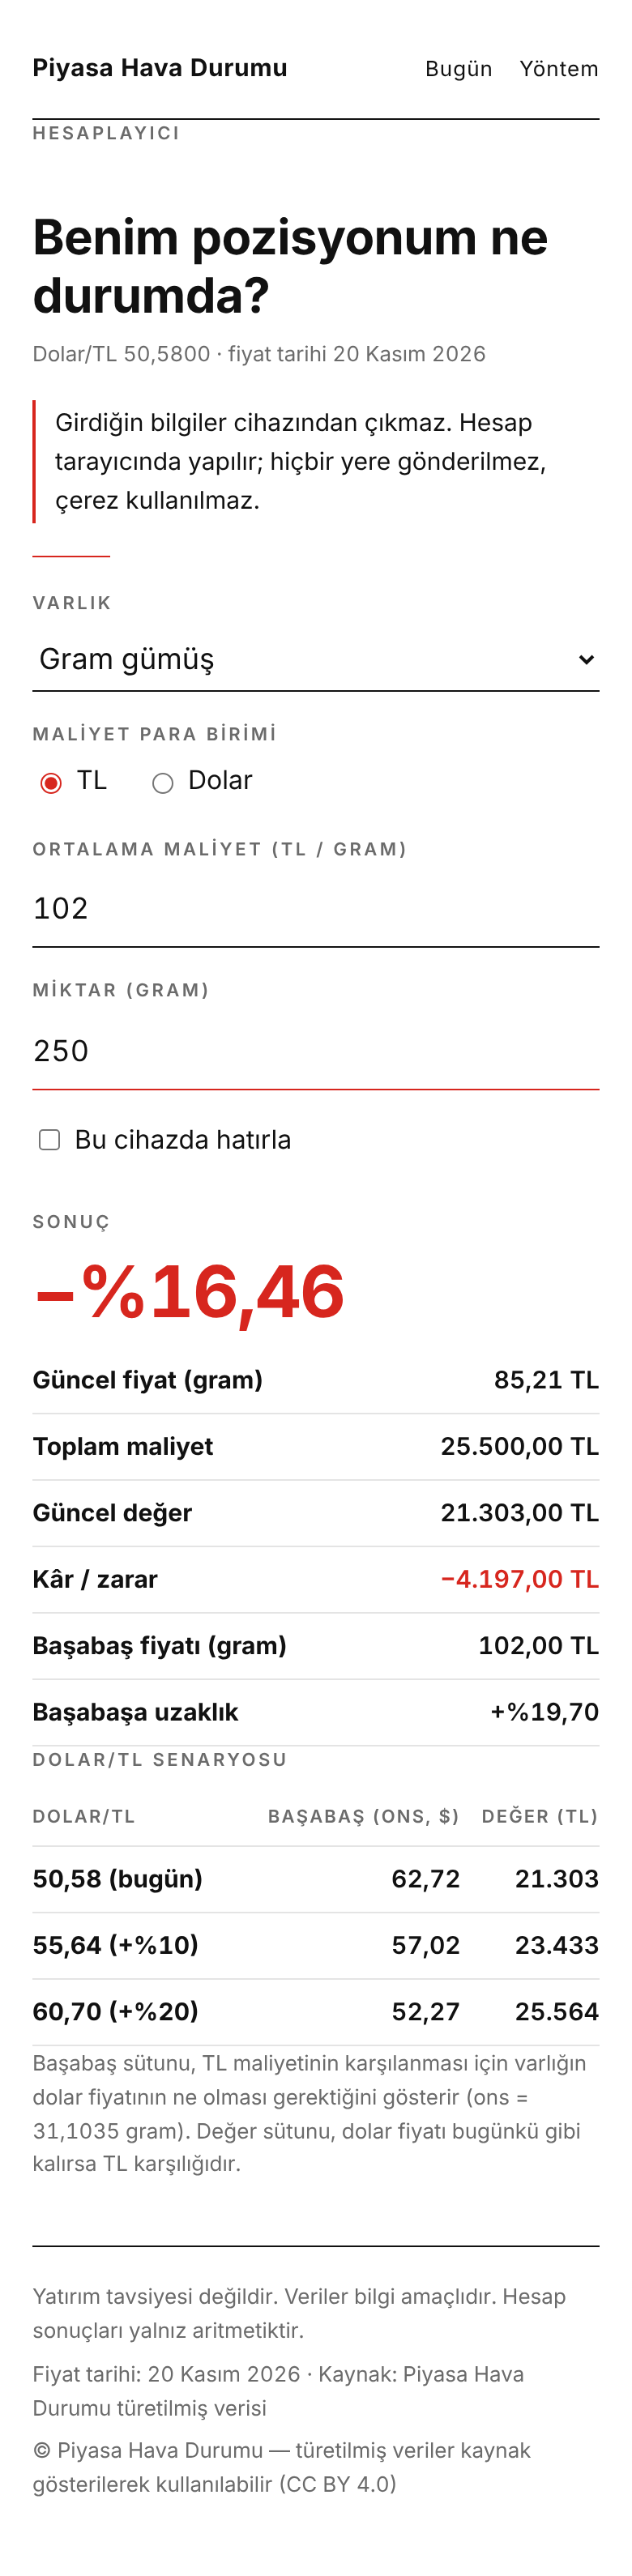 Piyasa Hava Durumu
Bugün Yöntem
HESAPLAYICI
Benim pozisyonum ne
durumda?
Dolar/TL 50,5800 · fiyat tarihi 20 Kasım 2026
Girdiğin bilgiler cihazından çıkmaz. Hesap
tarayıcında yapılır; hiçbir yere gönderilmez,
çerez kullanılmaz.
VARLIK
Gram gümüş
MALİYET PARA BİRİMİ
TL Dolar
ORTALAMA MALİYET (TL / GRAM)
102
MİKTAR (GRAM)
250
Bu cihazda hatırla
SONUÇ
−%16,46
Güncel fiyat (gram) 85,21 TL
Toplam maliyet 25.500,00 TL
Güncel değer 21.303,00 TL
Kâr / zarar −4.197,00 TL
Başabaş fiyatı (gram) 102,00 TL
Başabaşa uzaklık +%19,70
DOLAR/TL SENARYOSU
DOLAR/TL BAŞABAŞ (ONS, $) DEĞER (TL)
50,58 (bugün) 62,72 21.303
55,64 (+%10) 57,02 23.433
60,70 (+%20) 52,27 25.564
Başabaş sütunu, TL maliyetinin karşılanması için varlığın
dolar fiyatının ne olması gerektiğini gösterir (ons =
31,1035 gram). Değer sütunu, dolar fiyatı bugünkü gibi
kalırsa TL karşılığıdır.
Yatırım tavsiyesi değildir. Veriler bilgi amaçlıdır. Hesap
sonuçları yalnız aritmetiktir.
Fiyat tarihi: 20 Kasım 2026 · Kaynak: Piyasa Hava
Durumu türetilmiş verisi
© Piyasa Hava Durumu — türetilmiş veriler kaynak
gösterilerek kullanılabilir (CC BY 4.0)